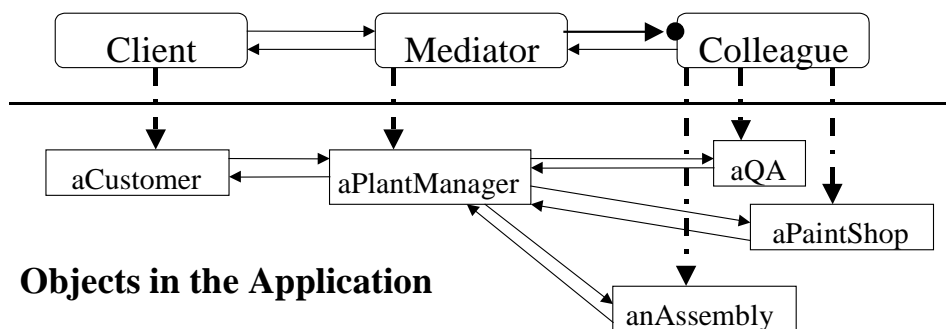 Client
Mediator
Colleague
aCustomer
aPlantManager
aQA
aPaintShop
Objects in the Application
anAssembly